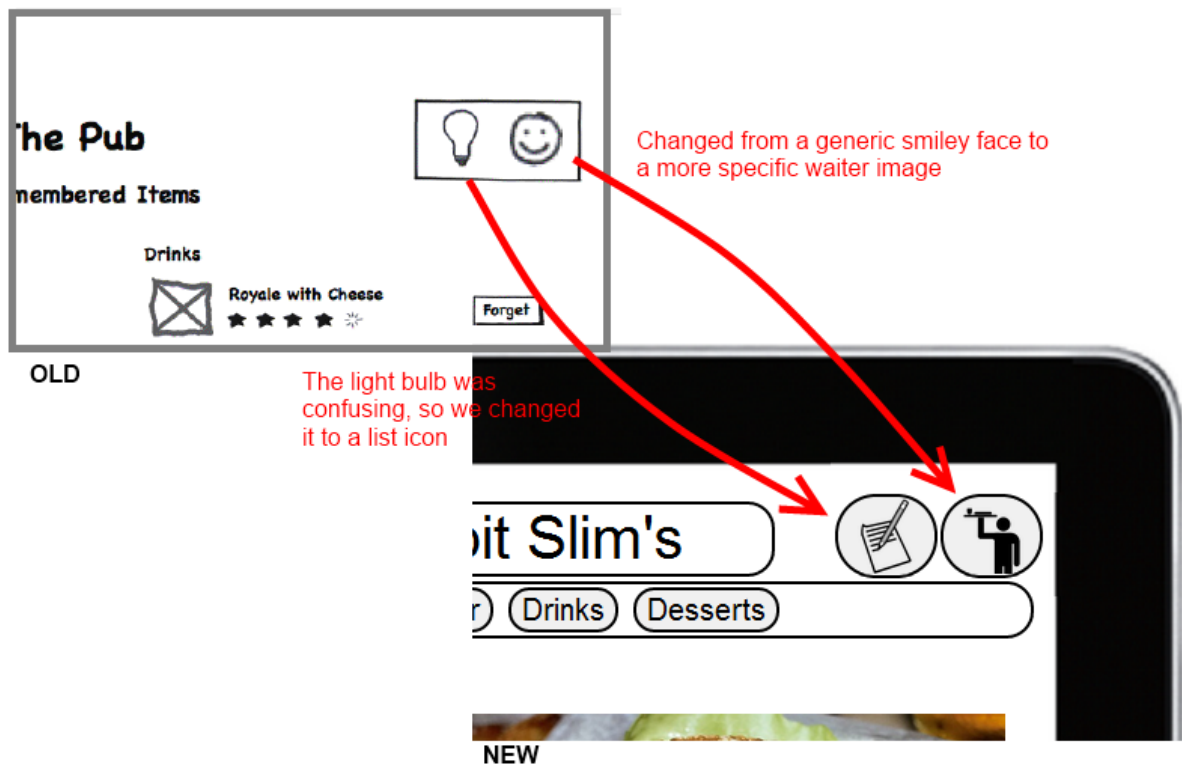 The Pub
Changed from a generic smiley face to
a more specific waiter image
membered Items
Drinks
Royale with Cheese
Forget
OLD
The light bulb was
confusing, so we changed
it to a list icon
bit Slim's
r
Drinks
Desserts
NEW